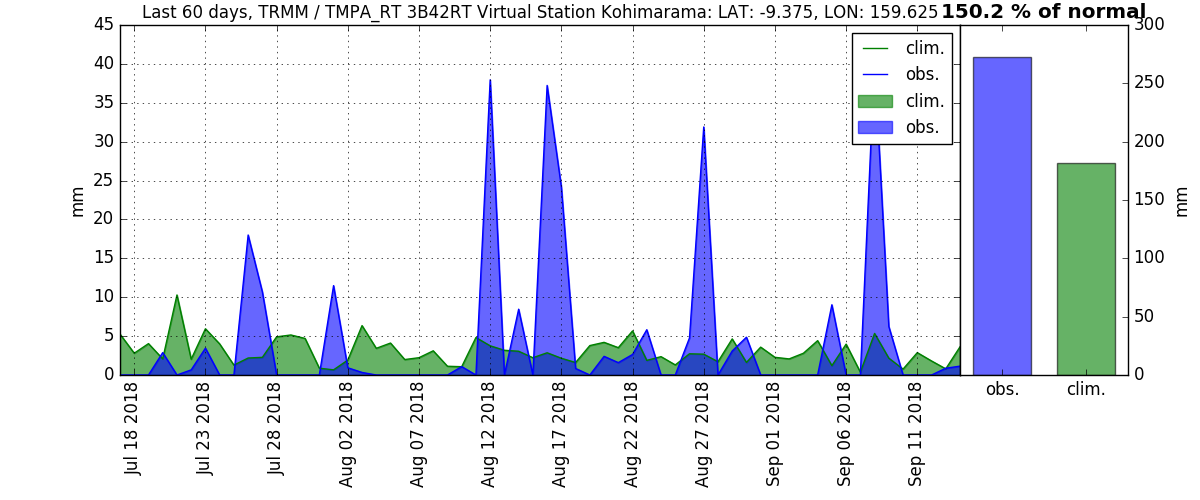 Last 60 days, TRMM / TMPA_RT 3B42RT Virtual Station Kohimarama: LAT: -9.375, LON: 159.625 150.2 % of normal
45
40
35
30
25
20
15
10
5
0
mm
clim.
obs.
clim.
obs.
Jul 18 2018
Jul 23 2018
Jul 28 2018
Aug 02 2018
Aug 07 2018
Aug 12 2018
Aug 17 2018
Aug 22 2018
Aug 27 2018
Sep 01 2018
Sep 06 2018
Sep 11 2018
300
250
200
150
100
50
0
mm
obs.
clim.